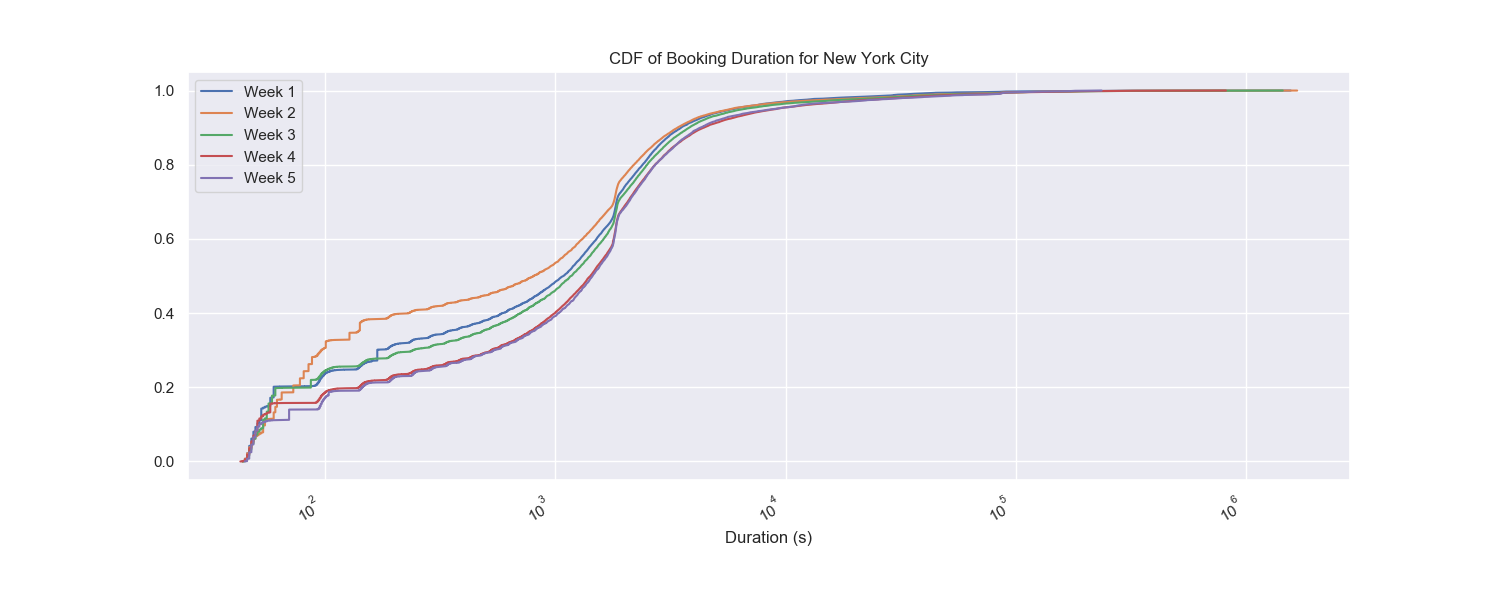 CDF of Booking Duration for New York City
Week 1
Week 2
Week 3
Week 4
Week 5
1.0
0.8
0.6
0.4
0.2
0.0
10^2
10^3
10^4
10^5
10^6
Duration (s)